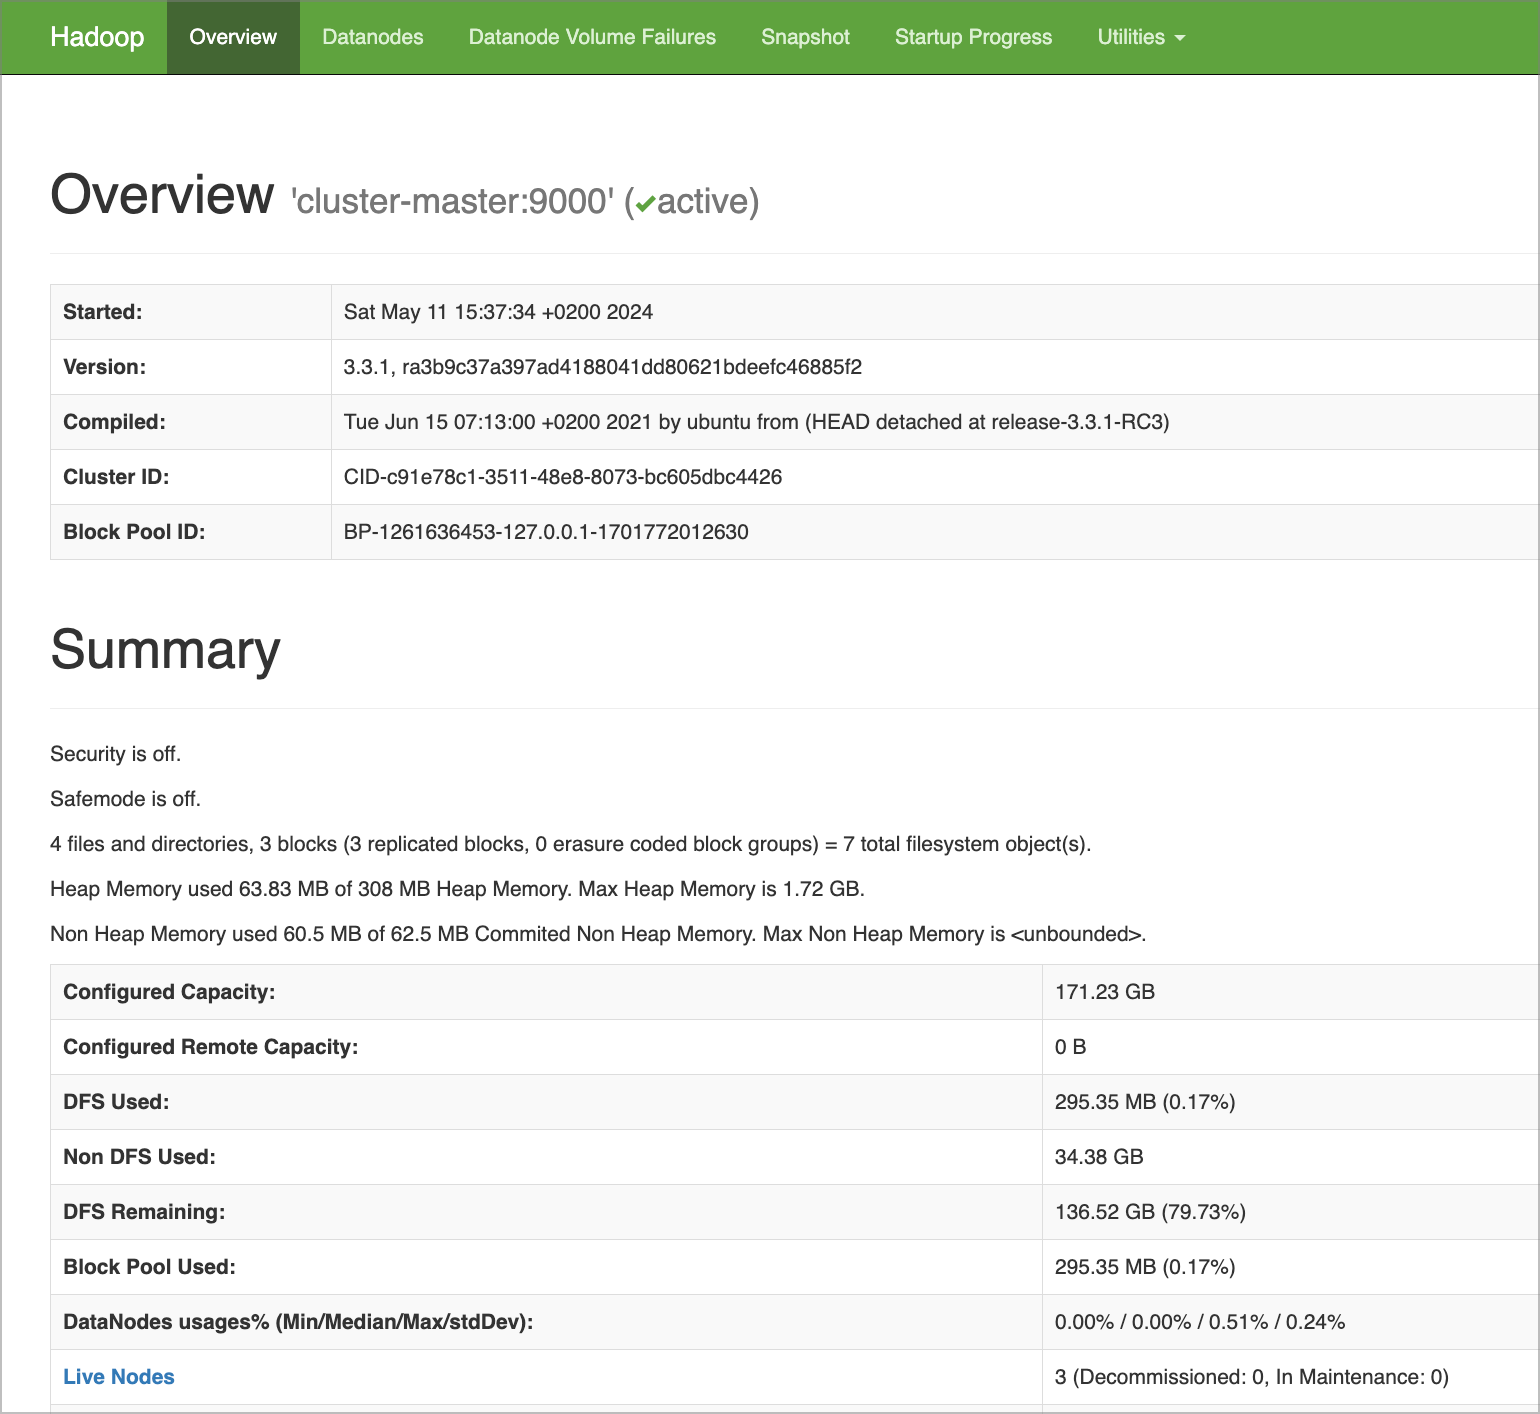 Hadoop Overview Datanodes Datanode Volume Failures Snapshot Startup Progress Utilities
Overview 'cluster-master:9000' (✔active)
Started: Sat May 11 15:37:34 +0200 2024
Version: 3.3.1, ra3b9c37a397ad4188041dd80621bdeefc46885f2
Compiled: Tue Jun 15 07:13:00 +0200 2021 by ubuntu from (HEAD detached at release-3.3.1-RC3)
Cluster ID: CID-c91e78c1-3511-48e8-8073-bc605dbc4426
Block Pool ID: BP-1261636453-127.0.0.1-1701772012630
Summary
Security is off.
Safemode is off.
4 files and directories, 3 blocks (3 replicated blocks, 0 erasure coded block groups) = 7 total filesystem object(s).
Heap Memory used 63.83 MB of 308 MB Heap Memory. Max Heap Memory is 1.72 GB.
Non Heap Memory used 60.5 MB of 62.5 MB Commited Non Heap Memory. Max Non Heap Memory is <unbounded>.
Configured Capacity: 171.23 GB
Configured Remote Capacity: 0 B
DFS Used: 295.35 MB (0.17%)
Non DFS Used: 34.38 GB
DFS Remaining: 136.52 GB (79.73%)
Block Pool Used: 295.35 MB (0.17%)
DataNodes usages% (Min/Median/Max/stdDev): 0.00% / 0.00% / 0.51% / 0.24%
Live Nodes 3 (Decommissioned: 0, In Maintenance: 0)